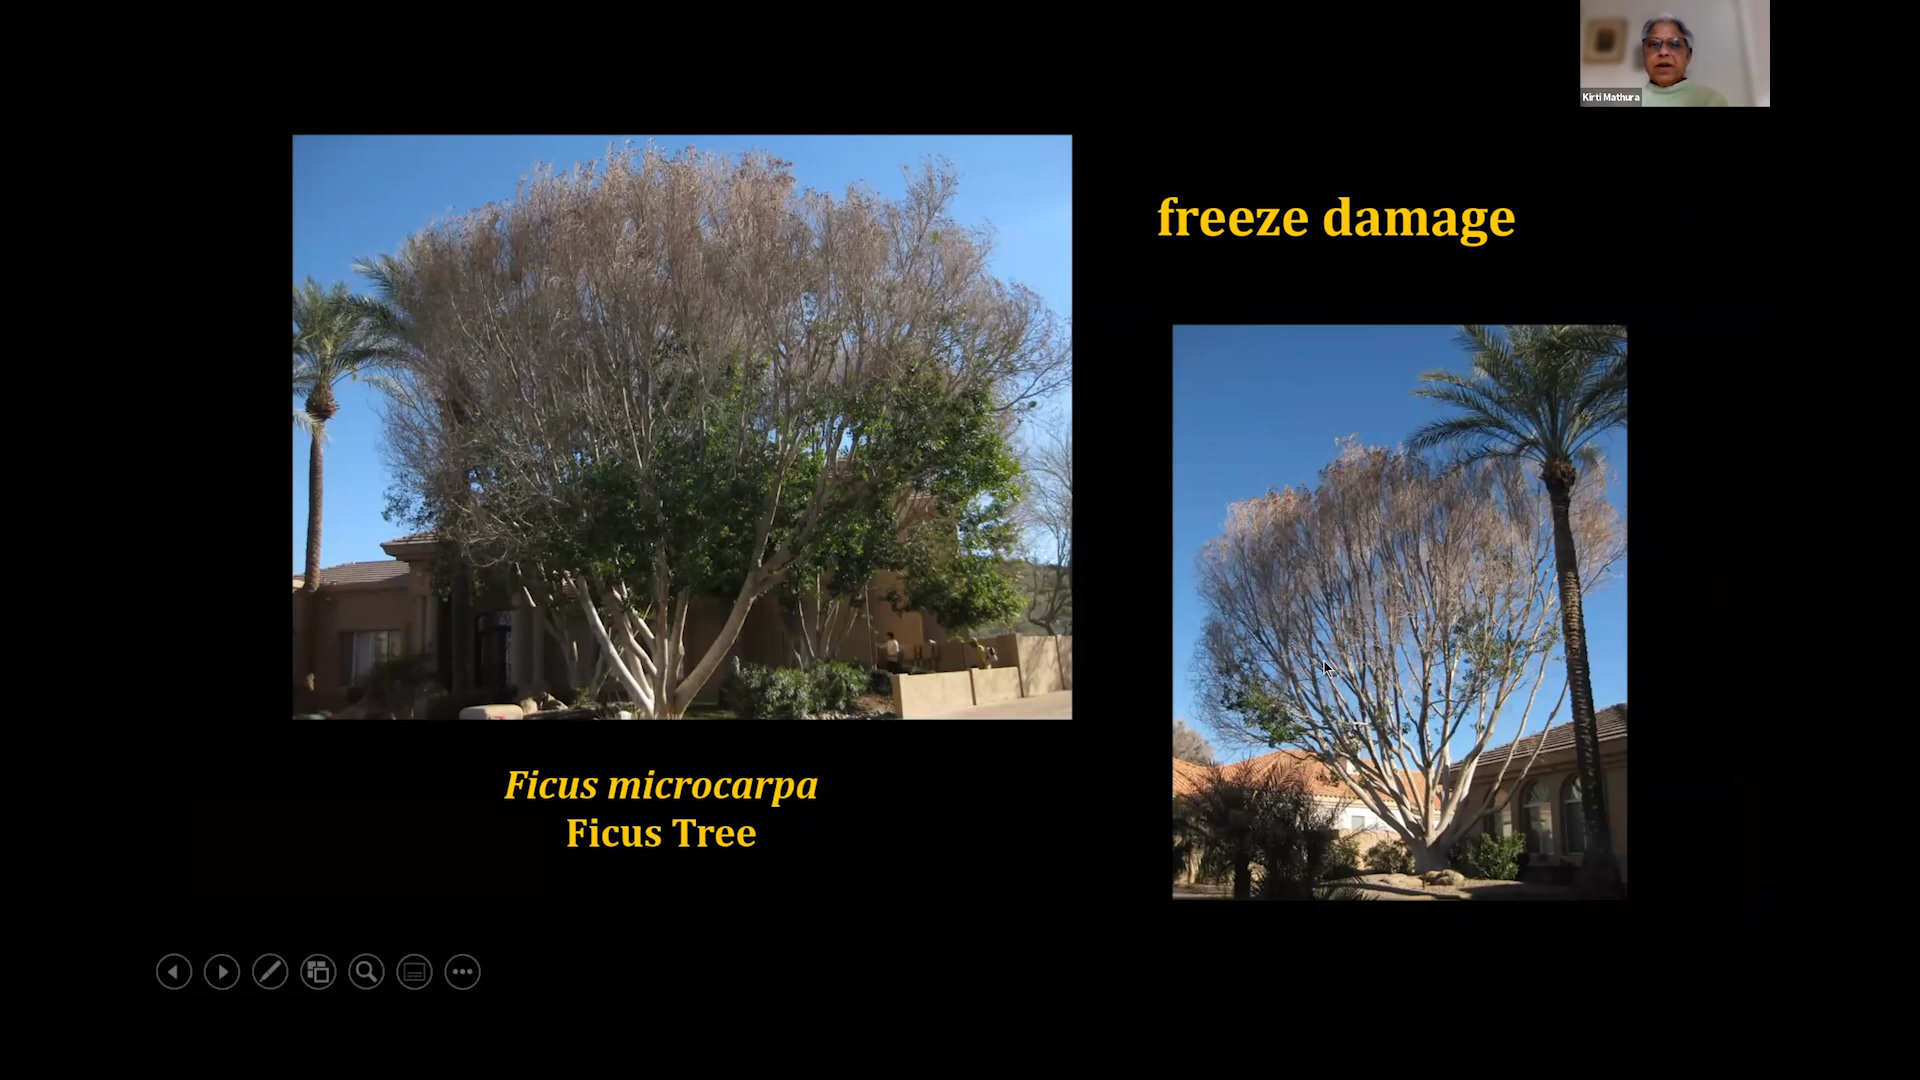 Kirti Mathura
freeze damage
Ficus microcarpa
Ficus Tree